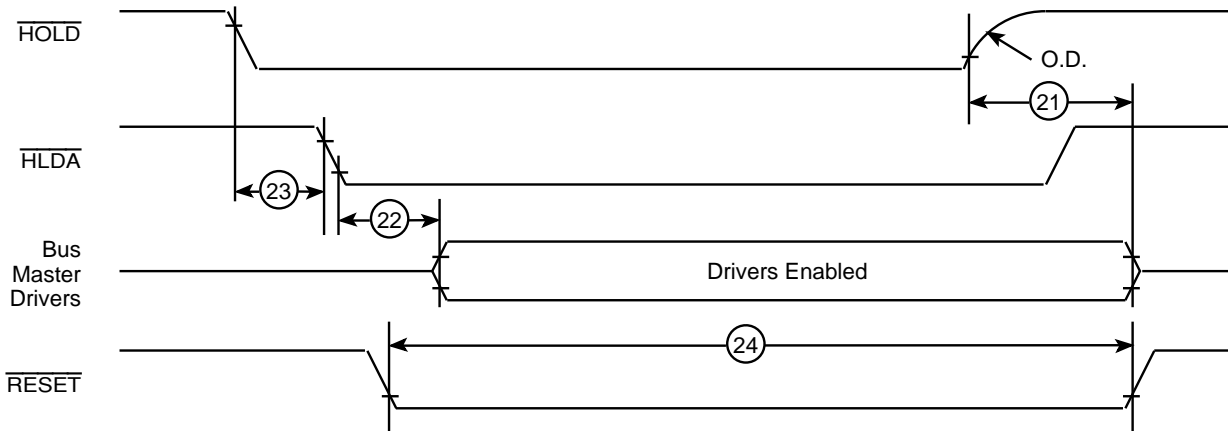 HOLD
O.D.
21
HLDA
23
22
Bus
Master
Drivers
Drivers Enabled
24
RESET